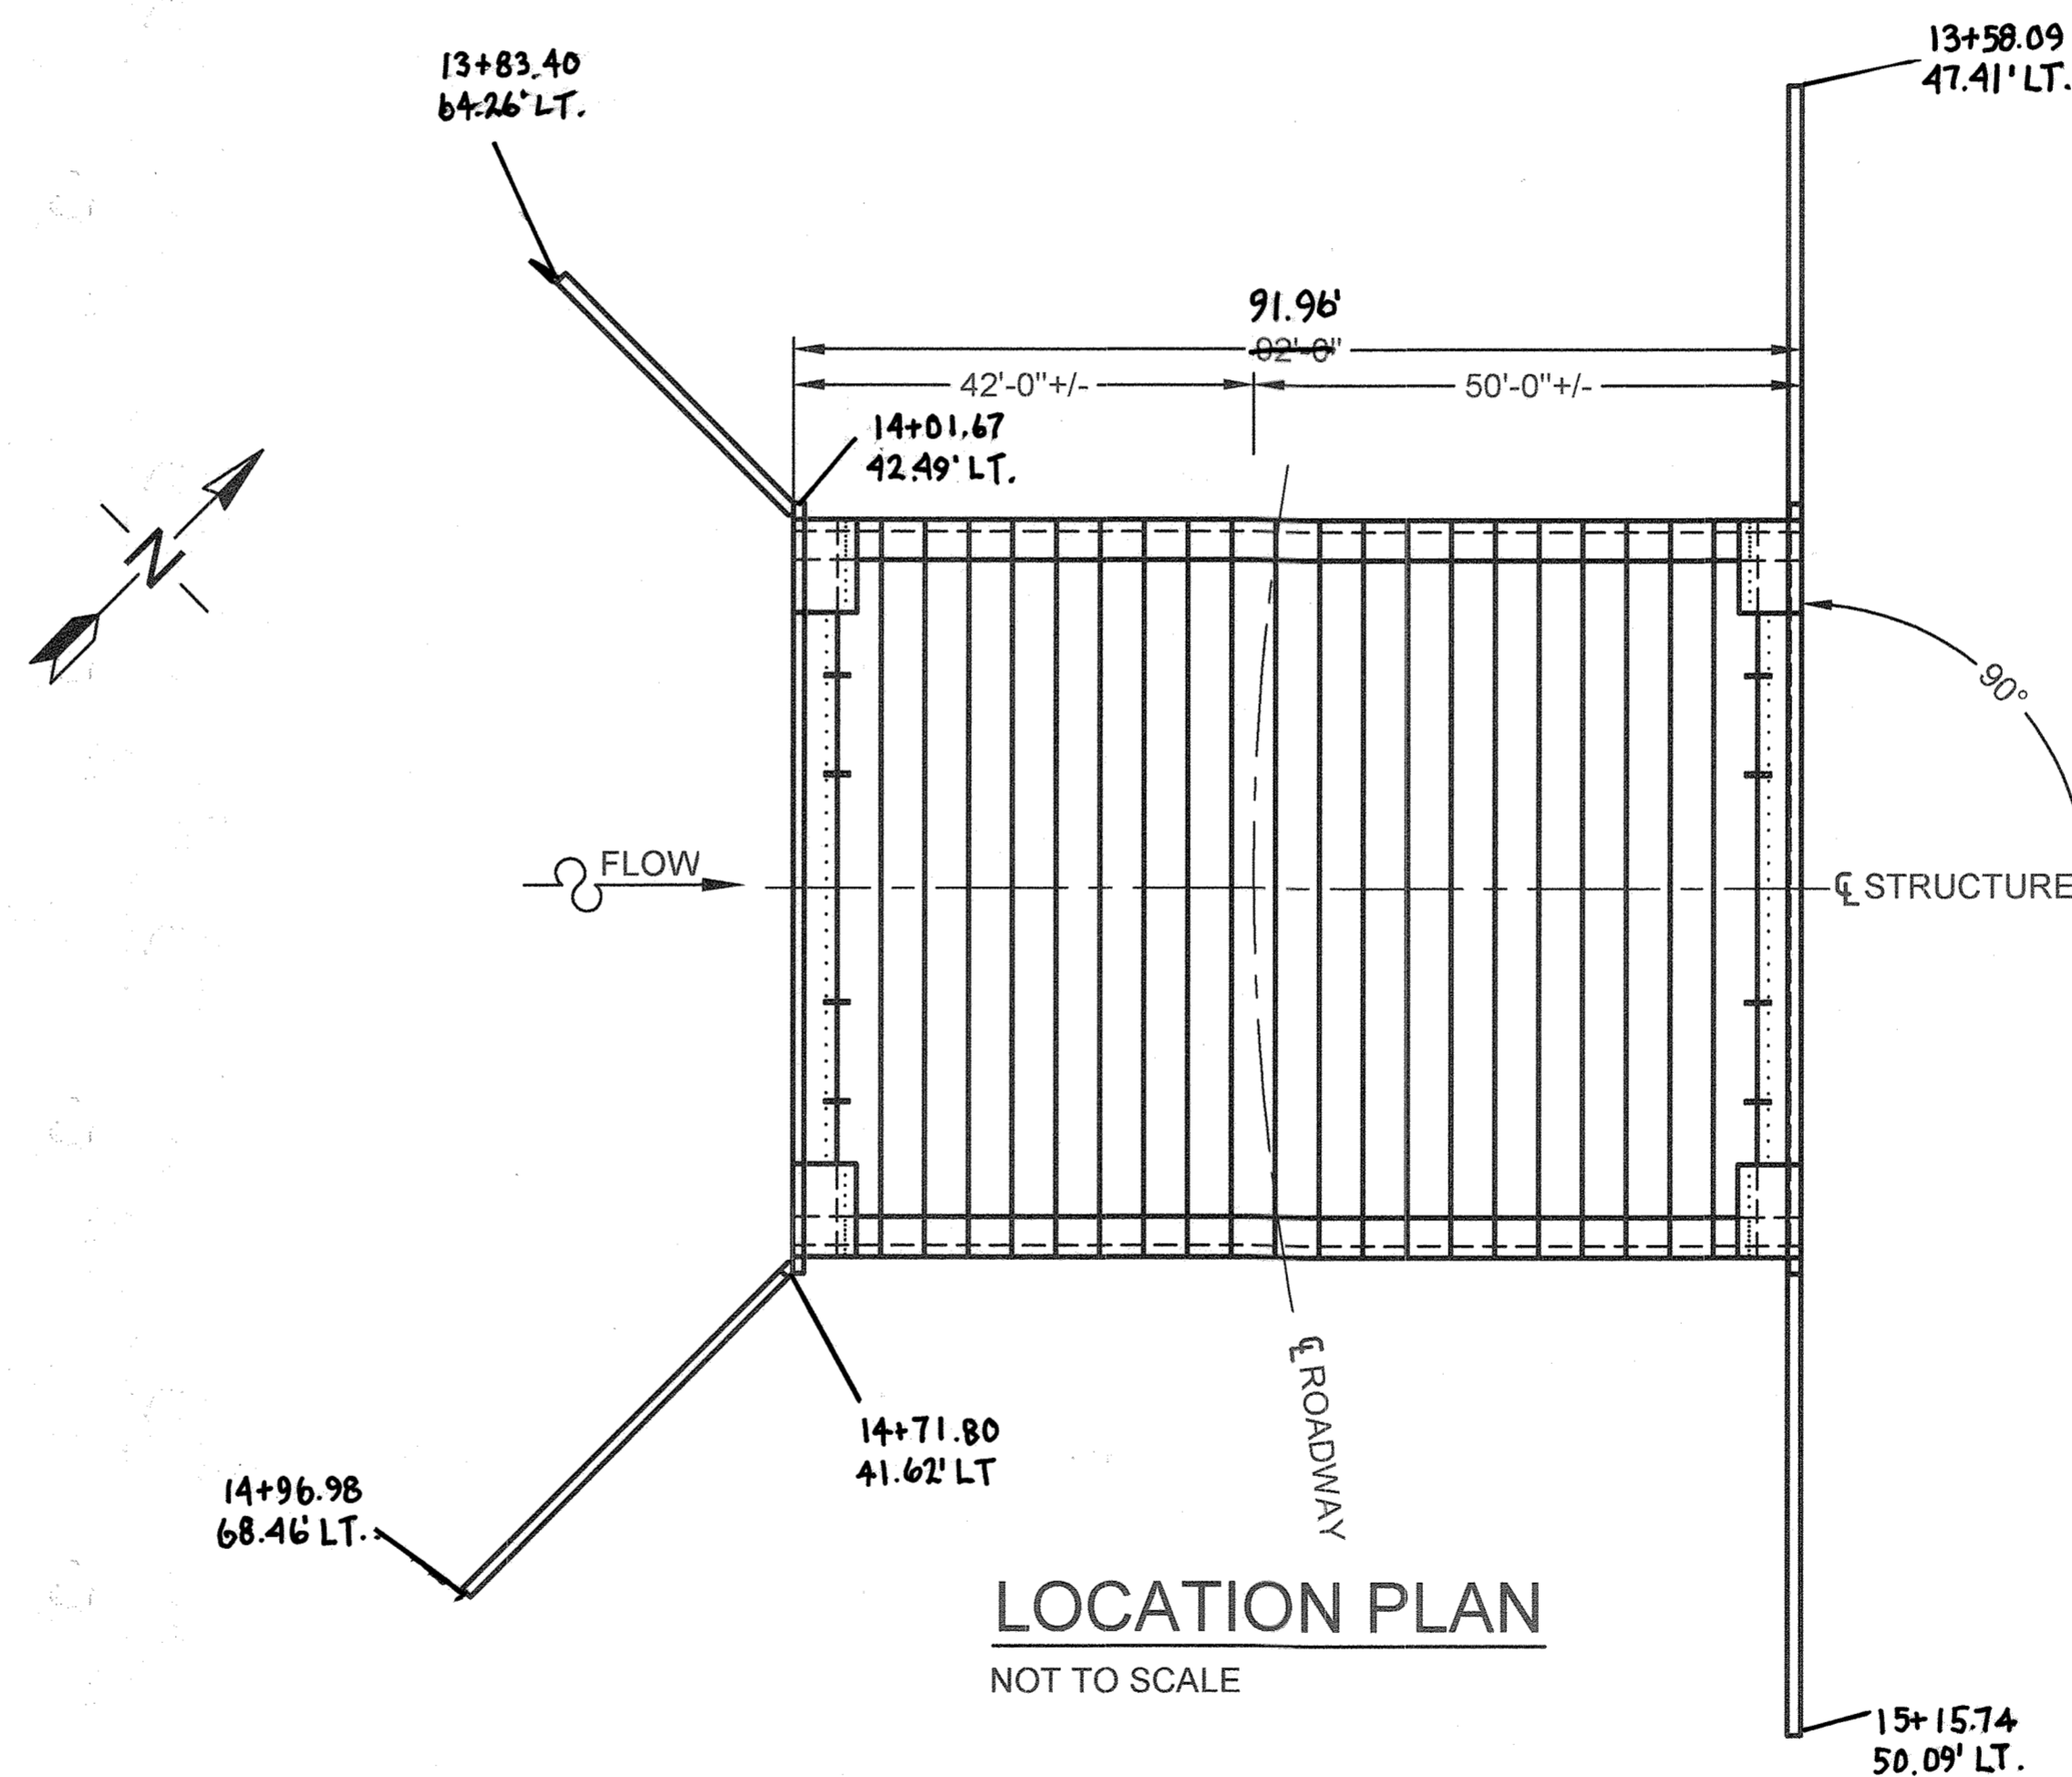 13+83.40
64.26' LT.
13+58.09
47.41' LT.
91.96'
92'-0"
42'-0"+/-
50'-0"+/-
14+01.67
42.49' LT.
N
90°
FLOW
℄ STRUCTURE
14+71.80
41.62' LT
℄ ROADWAY
14+96.98
68.46' LT.
LOCATION PLAN
NOT TO SCALE
15+15.74
50.09' LT.